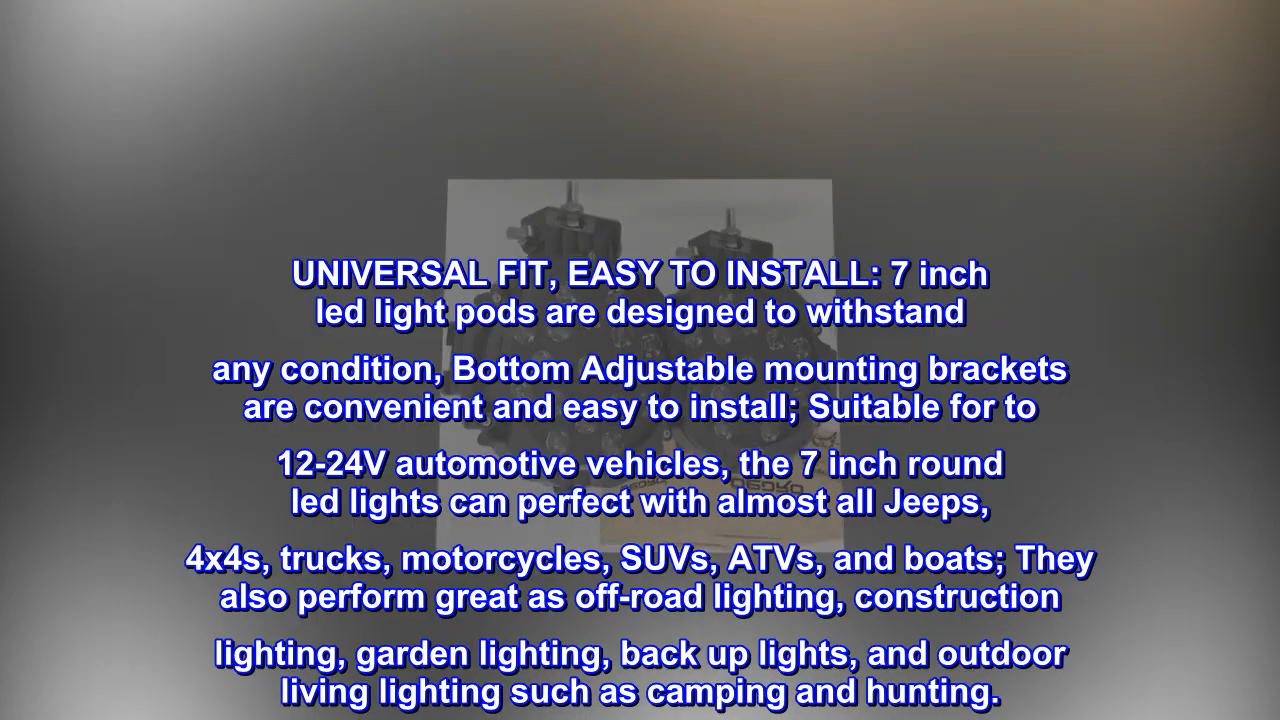 UNIVERSAL FIT, EASY TO INSTALL: 7 inch
led light pods are designed to withstand
any condition, Bottom Adjustable mounting brackets
are convenient and easy to install; Suitable for to
12-24V automotive vehicles, the 7 inch round
led lights can perfect with almost all Jeeps,
4x4s, trucks, motorcycles, SUVs, ATVs, and boats; They
also perform great as off-road lighting, construction
lighting, garden lighting, back up lights, and outdoor
living lighting such as camping and hunting.